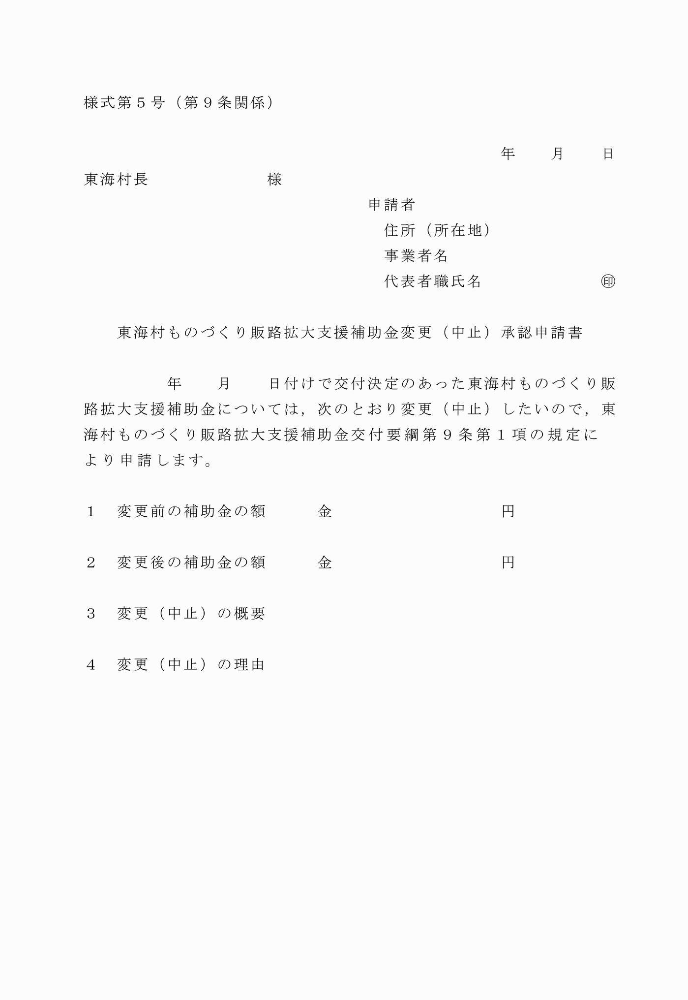 様式第５号（第９条関係）
年　　月　　日
東海村長　　　　　　　様
申請者
住所（所在地）
事業者名
代表者職氏名　　　　　　　㊞
東海村ものづくり販路拡大支援補助金変更（中止）承認申請書
年　　月　　日付けで交付決定のあった東海村ものづくり販
路拡大支援補助金については，次のとおり変更（中止）したいので，東
海村ものづくり販路拡大支援補助金交付要綱第９条第１項の規定に
より申請します。
１　変更前の補助金の額　　　金　　　　　　　　　　円
２　変更後の補助金の額　　　金　　　　　　　　　　円
３　変更（中止）の概要
４　変更（中止）の理由